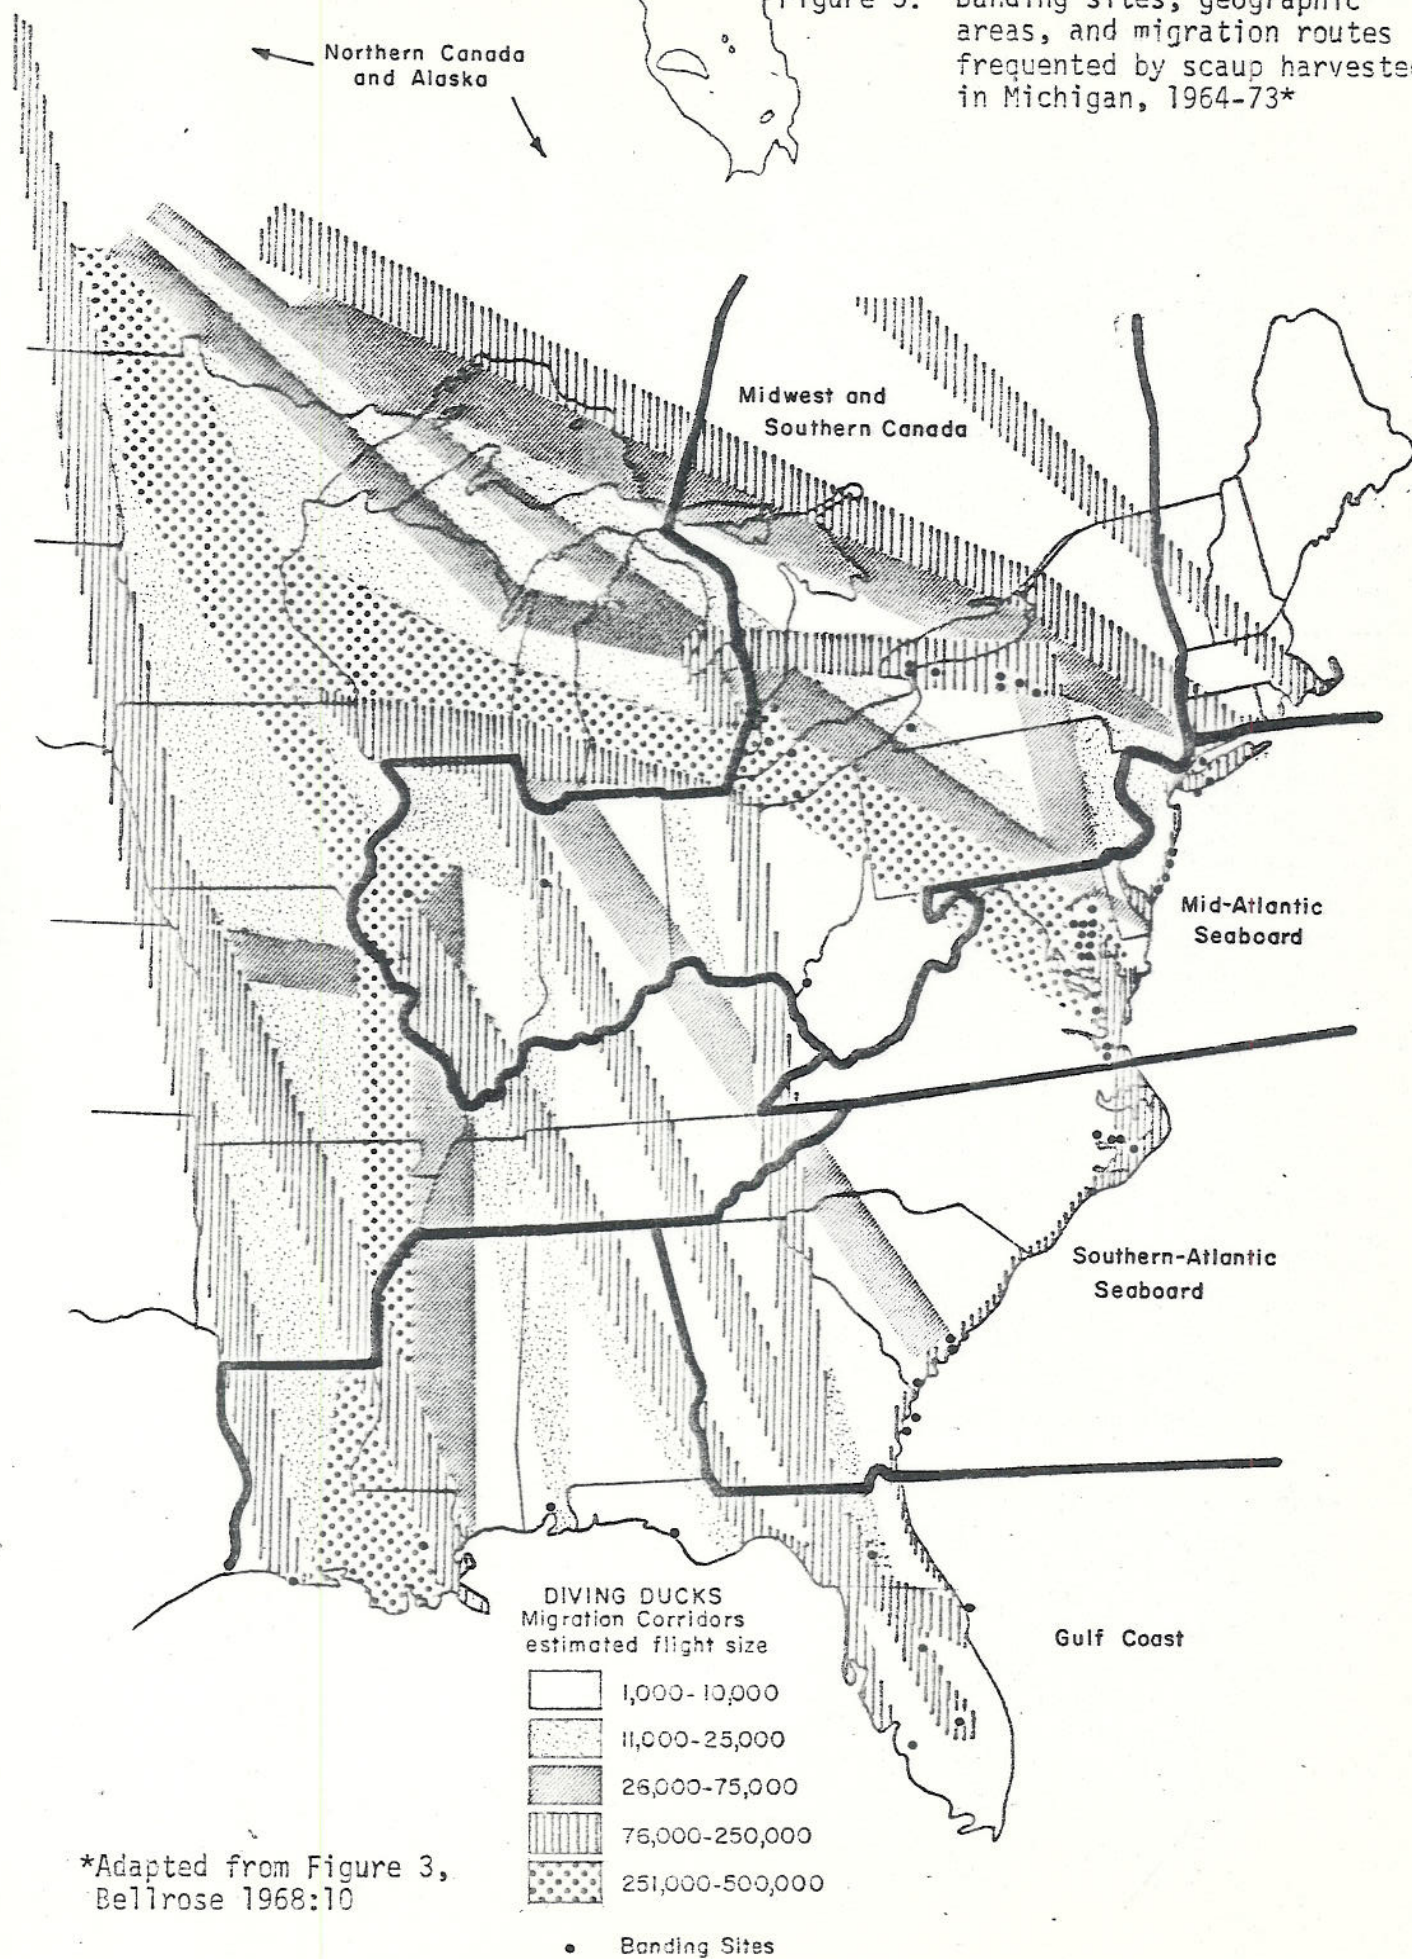 Figure 5. Banding sites, geographic
areas, and migration routes
frequented by scaup harveste
in Michigan, 1964-73*
Northern Canada
and Alaska
Midwest and
Southern Canada
Mid-Atlantic
Seaboard
Southern-Atlantic
Seaboard
Gulf Coast
DIVING DUCKS
Migration Corridors
estimated flight size
1,000-10,000
11,000-25,000
26,000-75,000
76,000-250,000
251,000-500,000
• Banding Sites
*Adapted from Figure 3,
Bellrose 1968:10